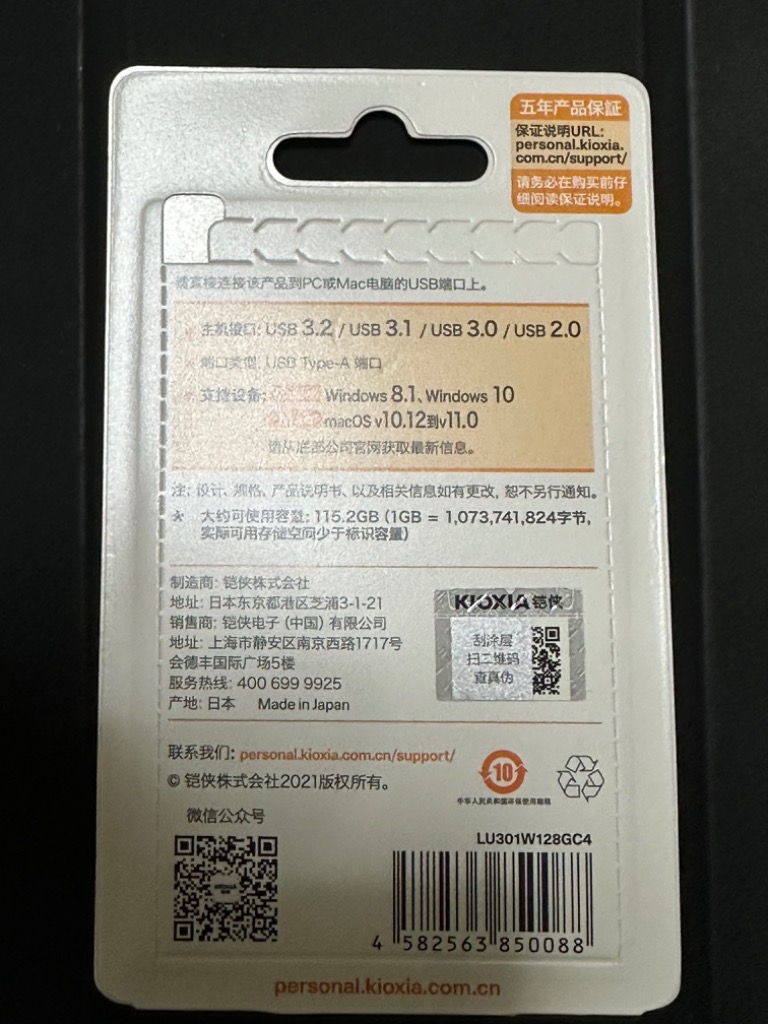 五年产品保証
保证说明URL:
personal.kioxia.
com.cn/support/
请务必在购买前仔
细阅读保证说明。
连接该产品到PC或Mac电脑的USB端口上。
主机接口: USB 3.2 / USB 3.1 / USB 3.0 / USB 2.0
端口类型: USB Type-A 端口
支持设备: Windows 8.1、Windows 10
macOS v10.12到v11.0
请从本公司官网获取最新信息。
注: 设计、规格、产品说明书、以及相关信息如有更改，恕不另行通知。
* 大约可使用容量: 115.2GB (1GB = 1,073,741,824字节,
实际可用存储空间少于标识容量)
制造商: 铠侠株式会社
地址: 日本东京都港区芝浦3-1-21
销售商: 铠侠电子 (中国) 有限公司
地址: 上海市静安区南京西路1717号
会德丰国际广场5楼
服务热线: 400 699 9925
产地: 日本 Made in Japan
KIOXIA 铠侠
刮涂层
扫二维码
查真伪
联系我们: personal.kioxia.com.cn/support/
© 铠侠株式会社2021版权所有。
10
中华人民共和国环保使用期限
微信公众号
LU301W128GC4
4 582563 850088
personal.kioxia.com.cn